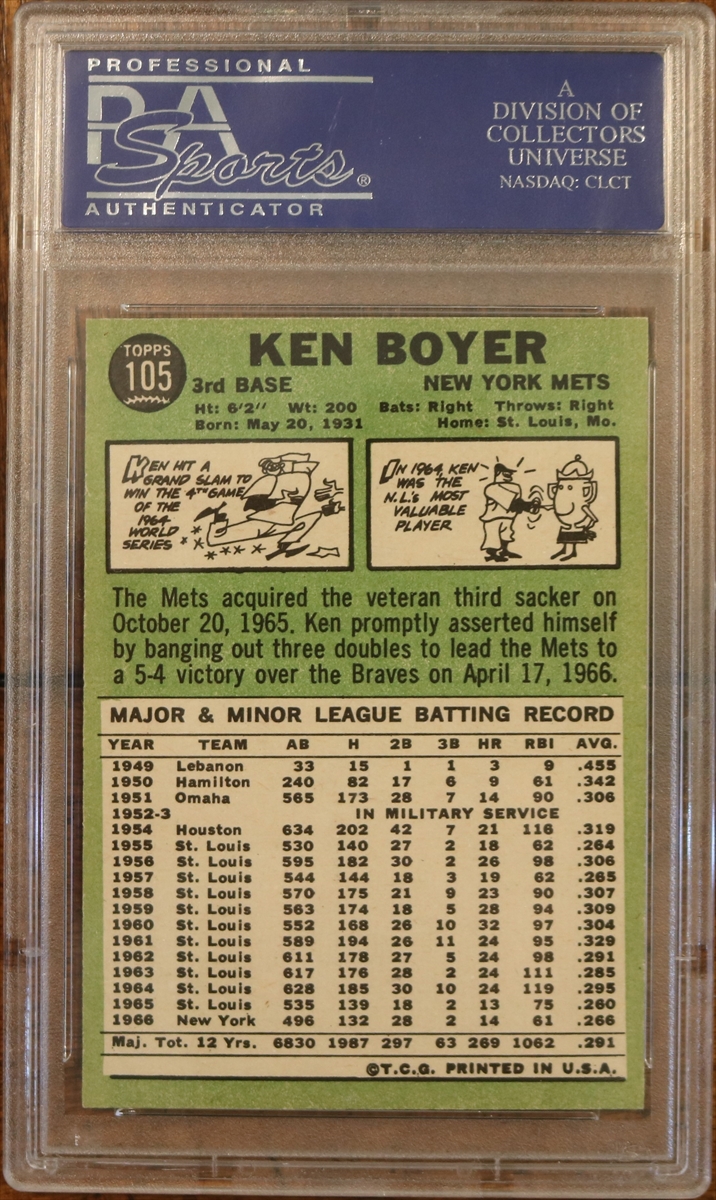 PROFESSIONAL
PSA
Sports®
AUTHENTICATOR
A
DIVISION OF
COLLECTORS
UNIVERSE
NASDAQ: CLCT
TOPPS
105
KEN BOYER
3rd BASE NEW YORK METS
Ht: 6'2" Wt: 200 Bats: Right Throws: Right
Born: May 20, 1931 Home: St. Louis, Mo.
KEN HIT A
GRAND SLAM TO
WIN THE 4TH GAME
OF THE
1964
WORLD
SERIES
IN 1964, KEN
WAS THE
N.L.'s MOST
VALUABLE
PLAYER
The Mets acquired the veteran third sacker on
October 20, 1965. Ken promptly asserted himself
by banging out three doubles to lead the Mets to
a 5-4 victory over the Braves on April 17, 1966.
MAJOR & MINOR LEAGUE BATTING RECORD
YEAR TEAM AB H 2B 3B HR RBI AVG.
1949 Lebanon 33 15 1 1 3 9 .455
1950 Hamilton 240 82 17 6 9 61 .342
1951 Omaha 565 173 28 7 14 90 .306
1952-3 IN MILITARY SERVICE
1954 Houston 634 202 42 7 21 116 .319
1955 St. Louis 530 140 27 2 18 62 .264
1956 St. Louis 595 182 30 2 26 98 .306
1957 St. Louis 544 144 18 3 19 62 .265
1958 St. Louis 570 175 21 9 23 90 .307
1959 St. Louis 563 174 18 5 28 94 .309
1960 St. Louis 552 168 26 10 32 97 .304
1961 St. Louis 589 194 26 11 24 95 .329
1962 St. Louis 611 178 27 5 24 98 .291
1963 St. Louis 617 176 28 2 24 111 .285
1964 St. Louis 628 185 30 10 24 119 .295
1965 St. Louis 535 139 18 2 13 75 .260
1966 New York 496 132 28 2 14 61 .266
Maj. Tot. 12 Yrs. 6830 1987 297 63 269 1062 .291
©T.C.G. PRINTED IN U.S.A.